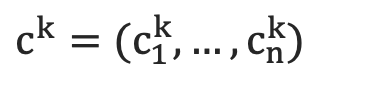 cᵏ = (c₁ᵏ, … , cₙᵏ)